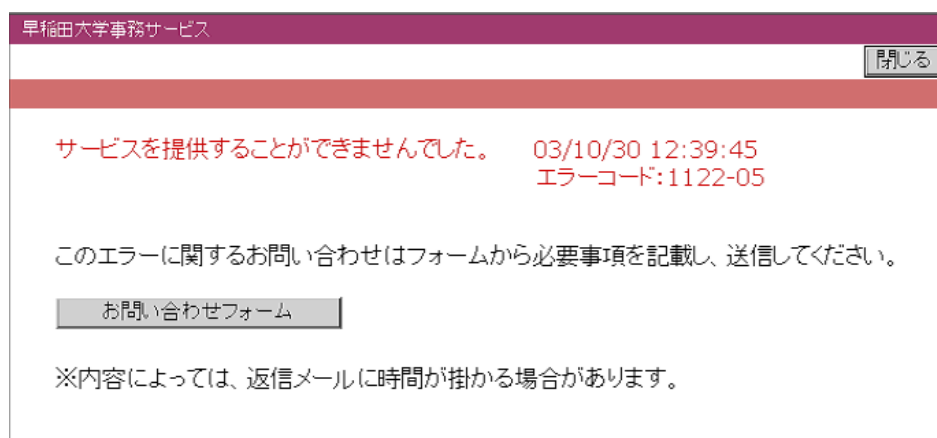 早稲田大学事務サービス
閉じる
サービスを提供することができませんでした。 03/10/30 12:39:45
エラーコード:1122-05
このエラーに関するお問い合わせはフォームから必要事項を記載し、送信してください。
お問い合わせフォーム
※内容によっては、返信メールに時間が掛かる場合があります。